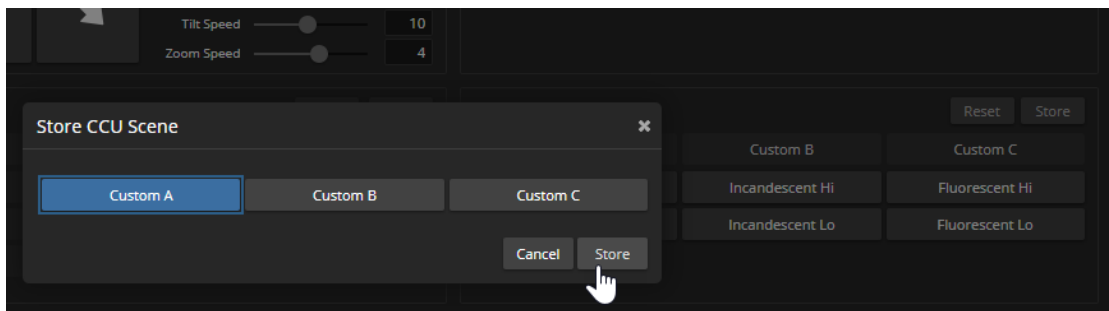 Tilt Speed 10
Zoom Speed 4
Reset Store
Store CCU Scene
Custom B Custom C
Custom A Custom B Custom C
Incandescent Hi Fluorescent Hi
Incandescent Lo Fluorescent Lo
Cancel Store